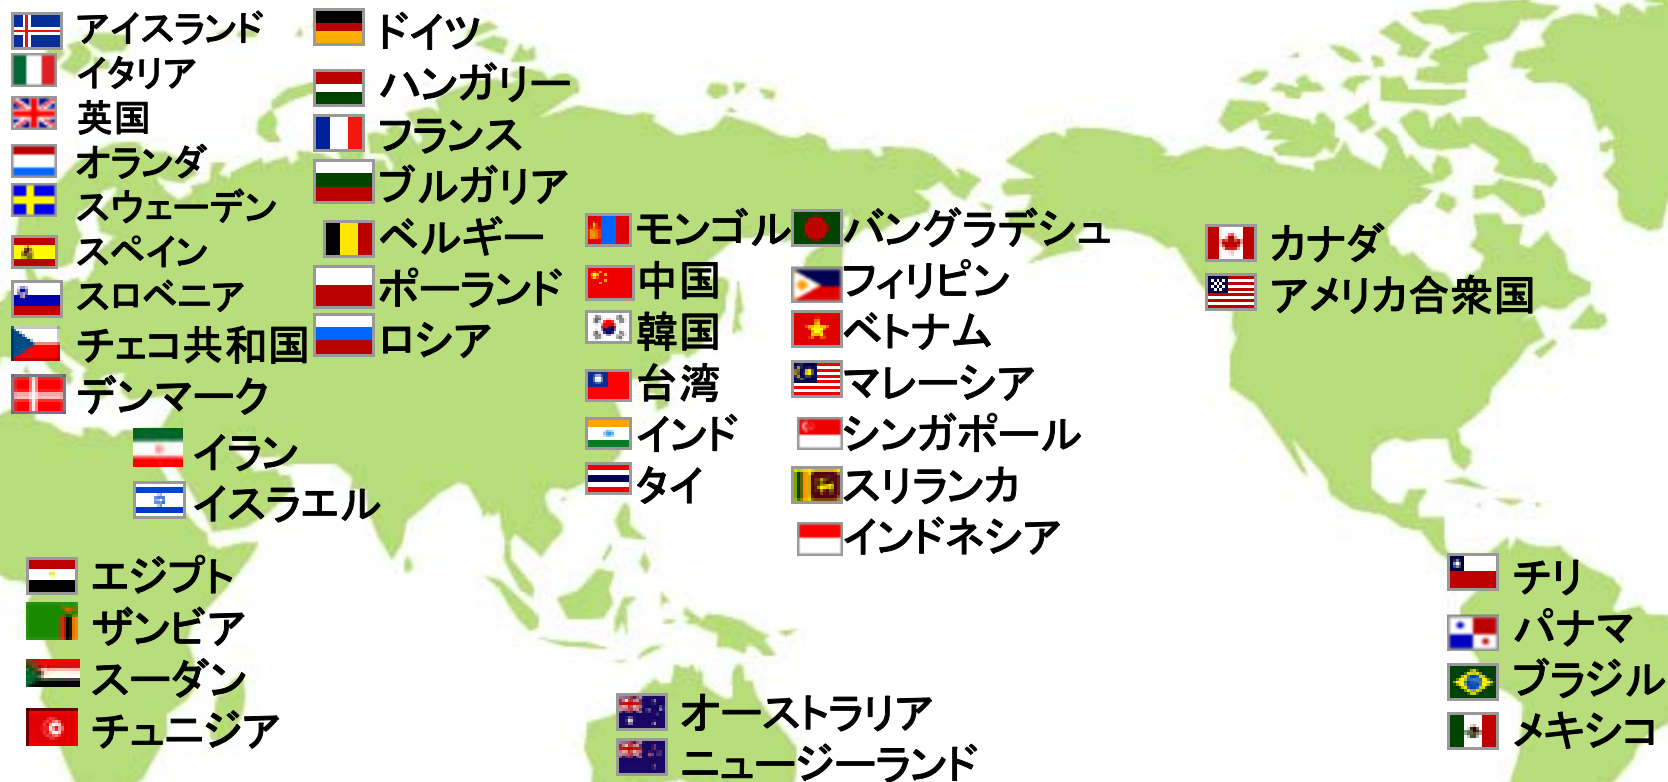 アイスランド
イタリア
英国
オランダ
スウェーデン
スペイン
スロベニア
チェコ共和国
デンマーク
ドイツ
ハンガリー
フランス
ブルガリア
ベルギー
ポーランド
ロシア
イラン
イスラエル
エジプト
ザンビア
スーダン
チュニジア
モンゴル
中国
韓国
台湾
インド
タイ
バングラデシュ
フィリピン
ベトナム
マレーシア
シンガポール
スリランカ
インドネシア
オーストラリア
ニュージーランド
カナダ
アメリカ合衆国
チリ
パナマ
ブラジル
メキシコ